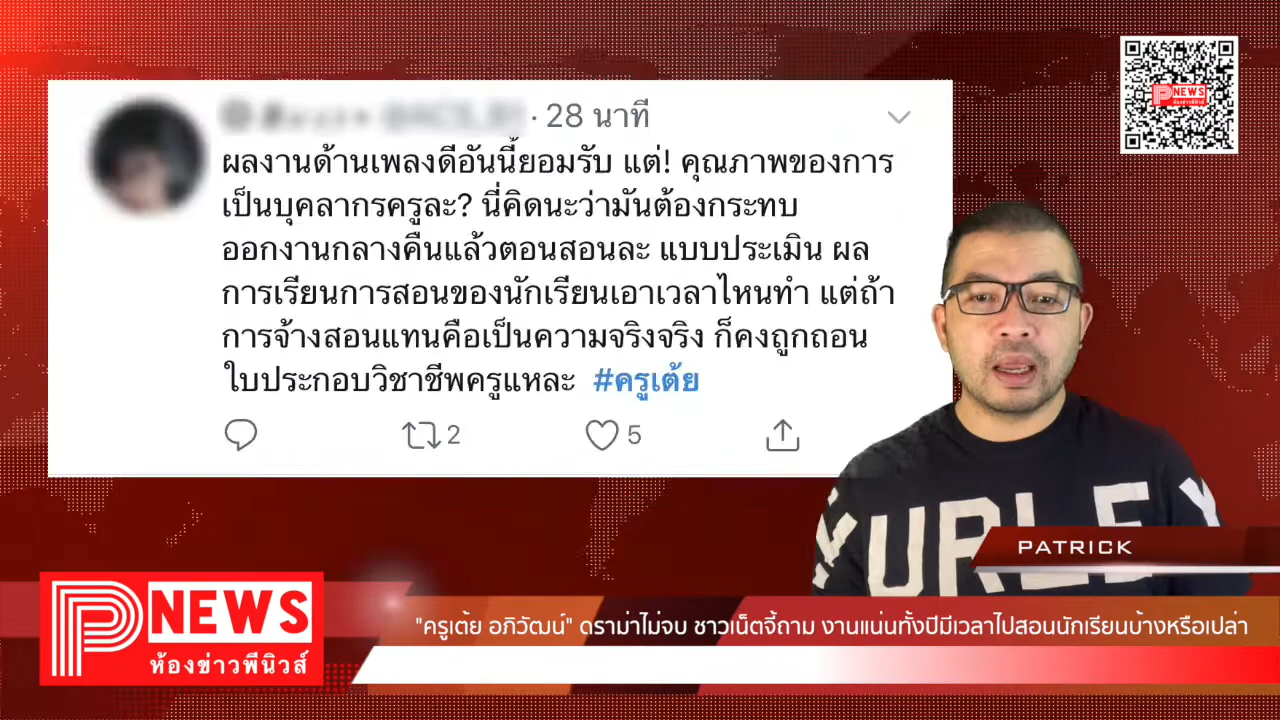 PNEWS
ห้องข่าวพีนิวส์
· 28 นาที
ผลงานด้านเพลงดีอันนี้ยอมรับ แต่! คุณภาพของการ
เป็นบุคลากรครูละ? นี่คิดนะว่ามันต้องกระทบ
ออกงานกลางคืนแล้วตอนสอนละ แบบประเมิน ผล
การเรียนการสอนของนักเรียนเอาเวลาไหนทำ แต่ถ้า
การจ้างสอนแทนคือเป็นความจริงจริง ก็คงถูกถอน
ใบประกอบวิชาชีพครูแหละ #ครูเต้ย
2 5
URLEY
PATRICK
PNEWS
ห้องข่าวพีนิวส์
"ครูเต้ย อภิวัฒน์" ดราม่าไม่จบ ชาวเน็ตจี้ถาม งานแน่นทั้งปีมีเวลาไปสอนนักเรียนบ้างหรือเปล่า